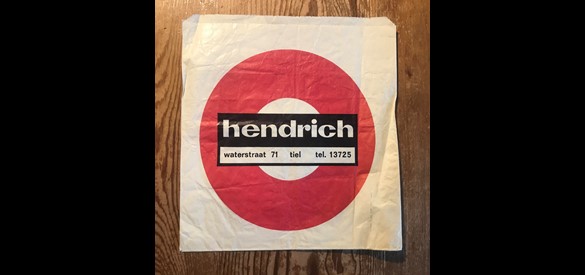 hendrich
waterstraat 71 tiel tel. 13725